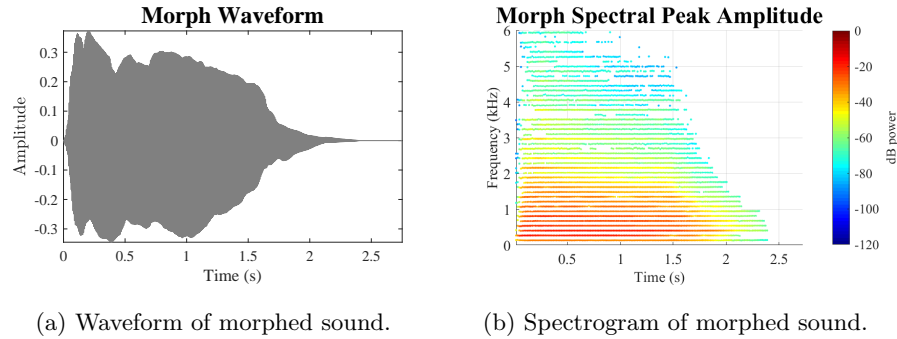 Morph Waveform
0.3
0.2
0.1
0
-0.1
-0.2
-0.3
Amplitude
0 0.5 1 1.5 2 2.5
Time (s)
(a) Waveform of morphed sound.
Morph Spectral Peak Amplitude
6
5
4
3
2
1
0
Frequency (kHz)
0.5 1 1.5 2 2.5
Time (s)
0
-20
-40
-60
-80
-100
-120
dB power
(b) Spectrogram of morphed sound.